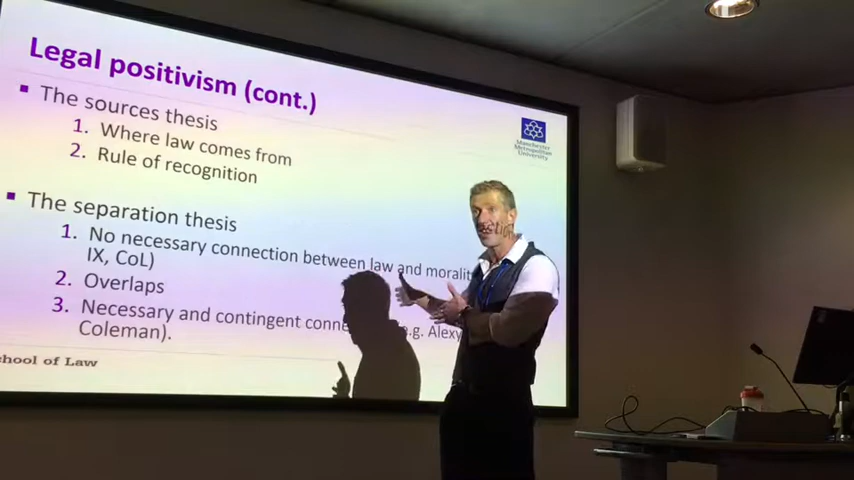 Legal positivism (cont.)
▪ The sources thesis
1. Where law comes from
2. Rule of recognition
▪ The separation thesis
1. No necessary connection between law and moralit
IX, CoL)
2. Overlaps
3. Necessary and contingent conne e.g. Alexy
Coleman).
chool of Law
Manchester
Metropolitan
University